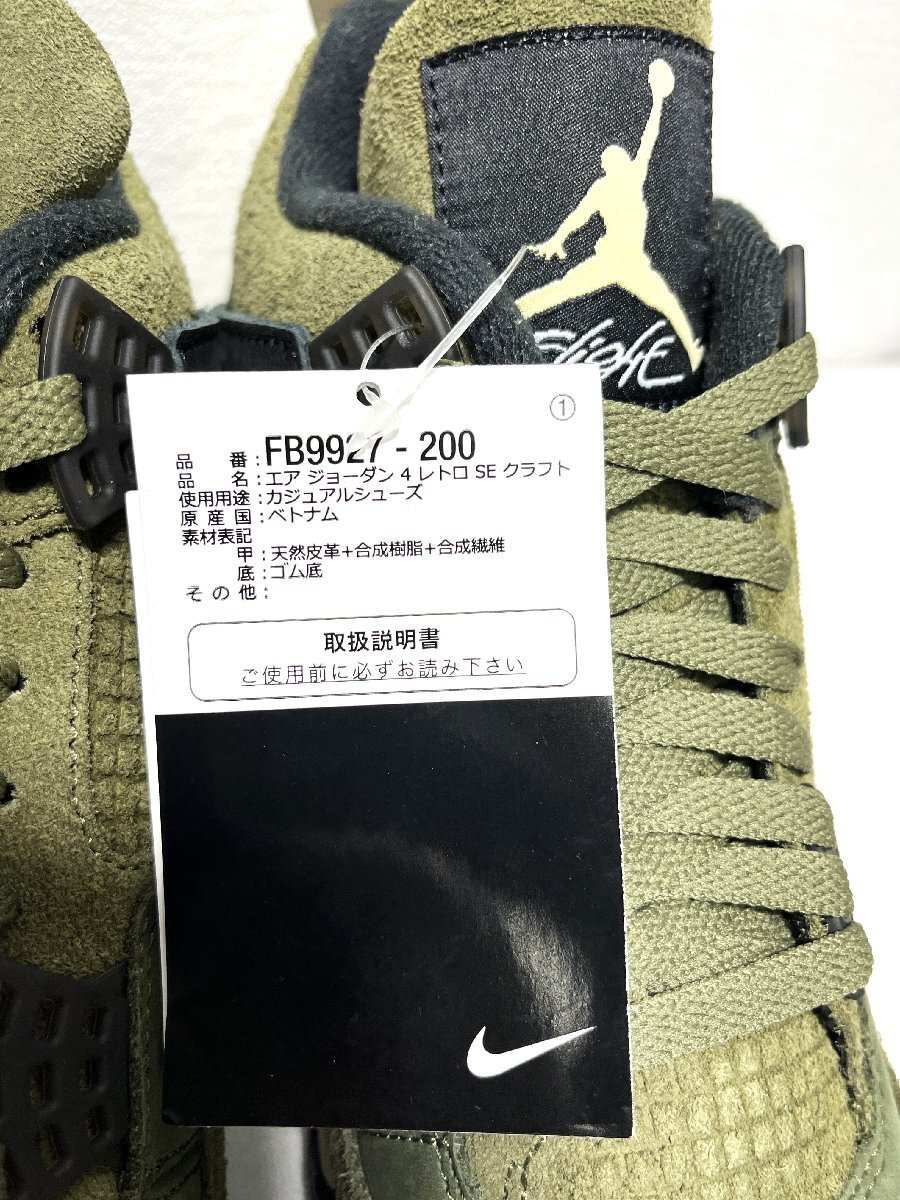 Flight
①
品 番 : FB9927 - 200
品 名 : エア ジョーダン 4 レトロ SE クラフト
使用用途 : カジュアルシューズ
原 産 国 : ベトナム
素材表記
甲 : 天然皮革+合成樹脂+合成繊維
底 : ゴム底
そ の 他 :
取扱説明書
ご使用前に必ずお読み下さい